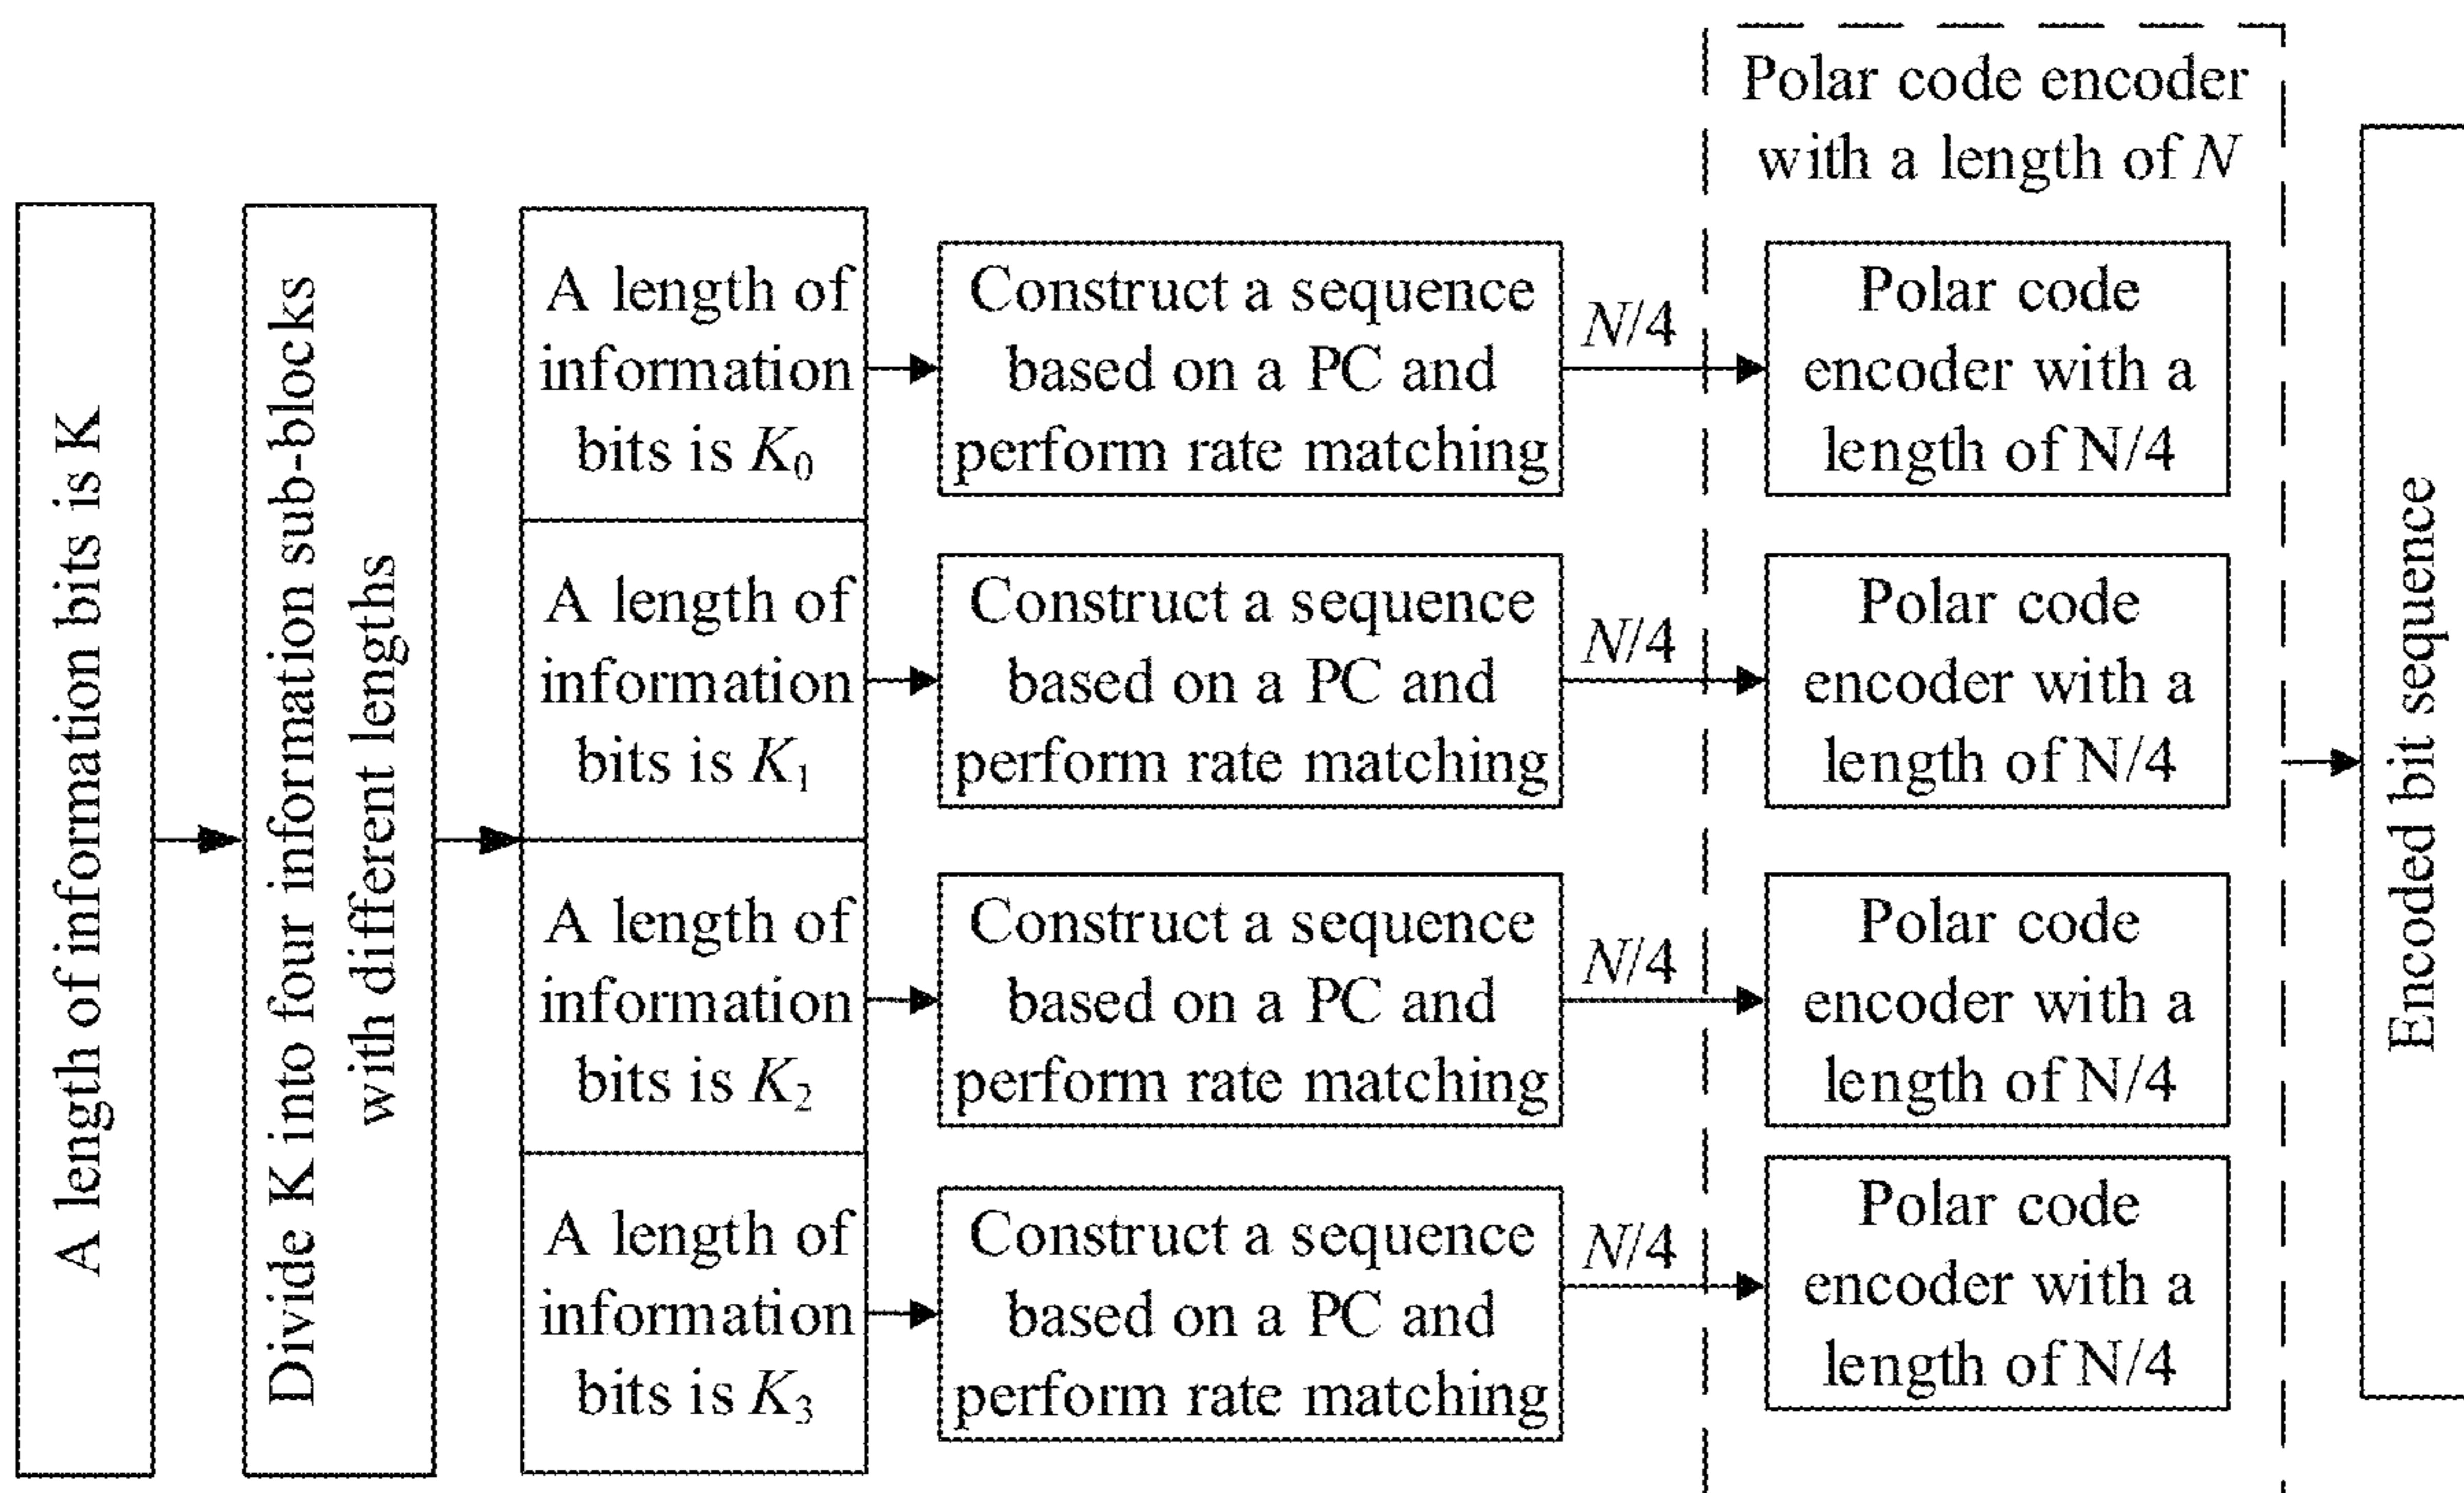 A length of information bits is K
Divide K into four information sub-blocks
with different lengths
A length of
information
bits is K₀
A length of
information
bits is K₁
A length of
information
bits is K₂
A length of
information
bits is K₃
Construct a sequence
based on a PC and
perform rate matching
Construct a sequence
based on a PC and
perform rate matching
Construct a sequence
based on a PC and
perform rate matching
Construct a sequence
based on a PC and
perform rate matching
N/4
N/4
N/4
N/4
Polar code encoder
with a length of N
Polar code
encoder with a
length of N/4
Polar code
encoder with a
length of N/4
Polar code
encoder with a
length of N/4
Polar code
encoder with a
length of N/4
Encoded bit sequence